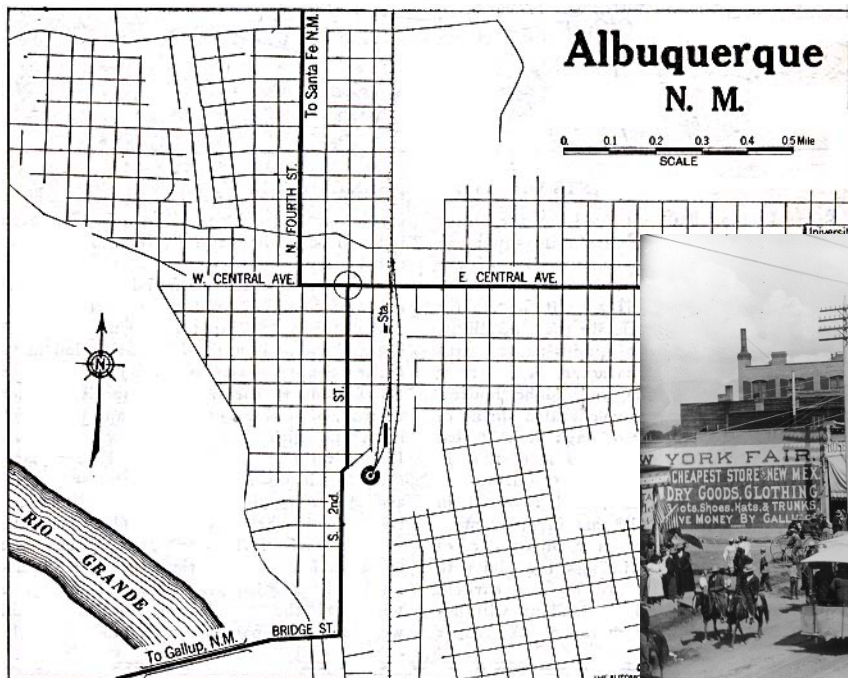 Albuquerque
N. M.
0. 0.1 0.2 0.3 0.4 0.5 Mile
SCALE
To Santa Fe N.M.
N. FOURTH ST.
W. CENTRAL AVE.
E. CENTRAL AVE.
Sta.
N
ST.
2nd.
S.
RIO GRANDE
BRIDGE ST.
To Gallup, N.M.
YORK FAIR.
CHEAPEST STORE NEW MEX
DRY GOODS, CLOTHING
ots, Shoes, Hats, & TRUNKS,
VE MONEY BY